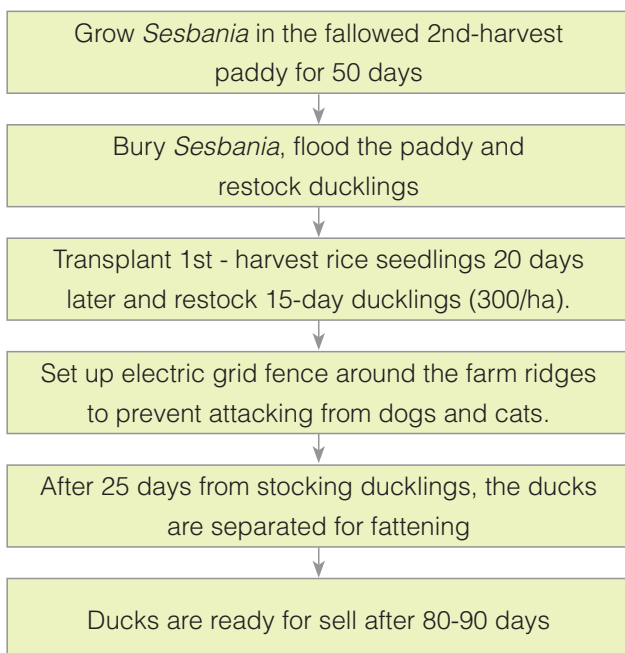 Grow Sesbania in the fallowed 2nd-harvest
paddy for 50 days
Bury Sesbania, flood the paddy and
restock ducklings
Transplant 1st - harvest rice seedlings 20 days
later and restock 15-day ducklings (300/ha).
Set up electric grid fence around the farm ridges
to prevent attacking from dogs and cats.
After 25 days from stocking ducklings, the ducks
are separated for fattening
Ducks are ready for sell after 80-90 days